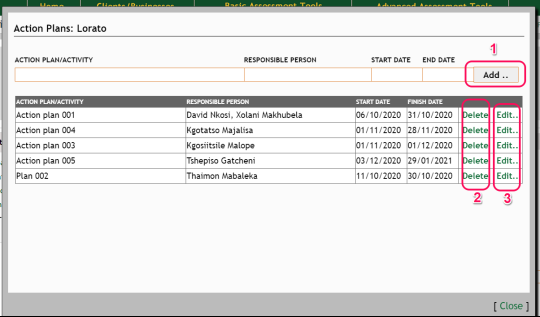 Home Clients/Businesses Basic Assessment Tools Advanced Assessment Tools
Action Plans: Lorato
1
ACTION PLAN/ACTIVITY RESPONSIBLE PERSON START DATE END DATE
Add ..
ACTION PLAN/ACTIVITY RESPONSIBLE PERSON START DATE FINISH DATE
Action plan 001 David Nkosi, Xolani Makhubela 06/10/2020 31/10/2020 Delete Edit..
Action plan 004 Kgotatso Majalisa 01/11/2020 28/11/2020 Delete Edit..
Action plan 003 Kgosiitsile Malope 01/11/2020 01/12/2020 Delete Edit..
Action plan 005 Tshepiso Gatcheni 03/12/2020 29/01/2021 Delete Edit..
Plan 002 Thaimon Mabaleka 11/10/2020 30/10/2020 Delete Edit..
2 3
[ Close ]